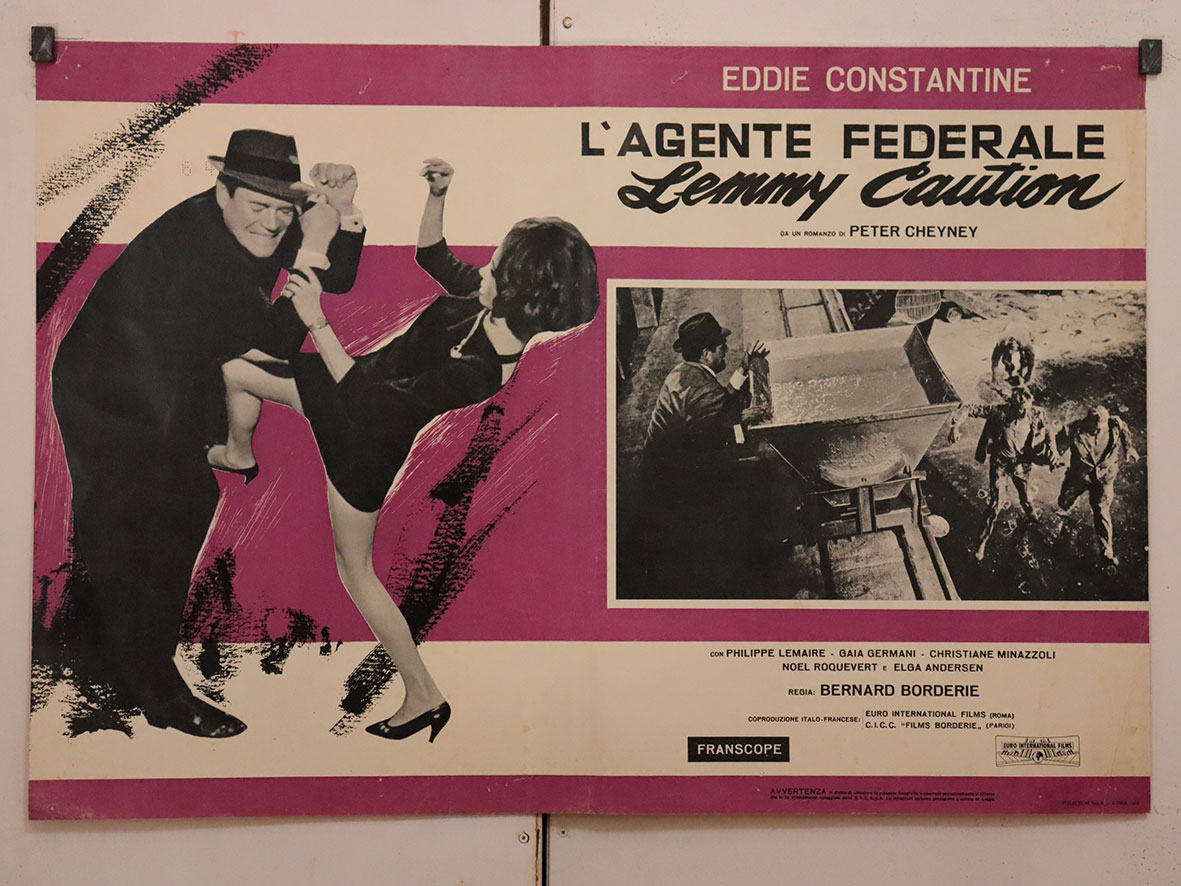 EDDIE CONSTANTINE
L'AGENTE FEDERALE
Lemmy Caution
DA UN ROMANZO DI PETER CHEYNEY
CON PHILIPPE LEMAIRE - GAIA GERMANI - CHRISTIANE MINAZZOLI
NOEL ROQUEVERT E ELGA ANDERSEN
REGIA: BERNARD BORDERIE
COPRODUZIONE ITALO-FRANCESE:
EURO INTERNATIONAL FILMS (ROMA)
C.I.C.C. "FILMS BORDERIE„ (PARIGI)
FRANSCOPE
EURO INTERNATIONAL FILMS
AVVERTENZA